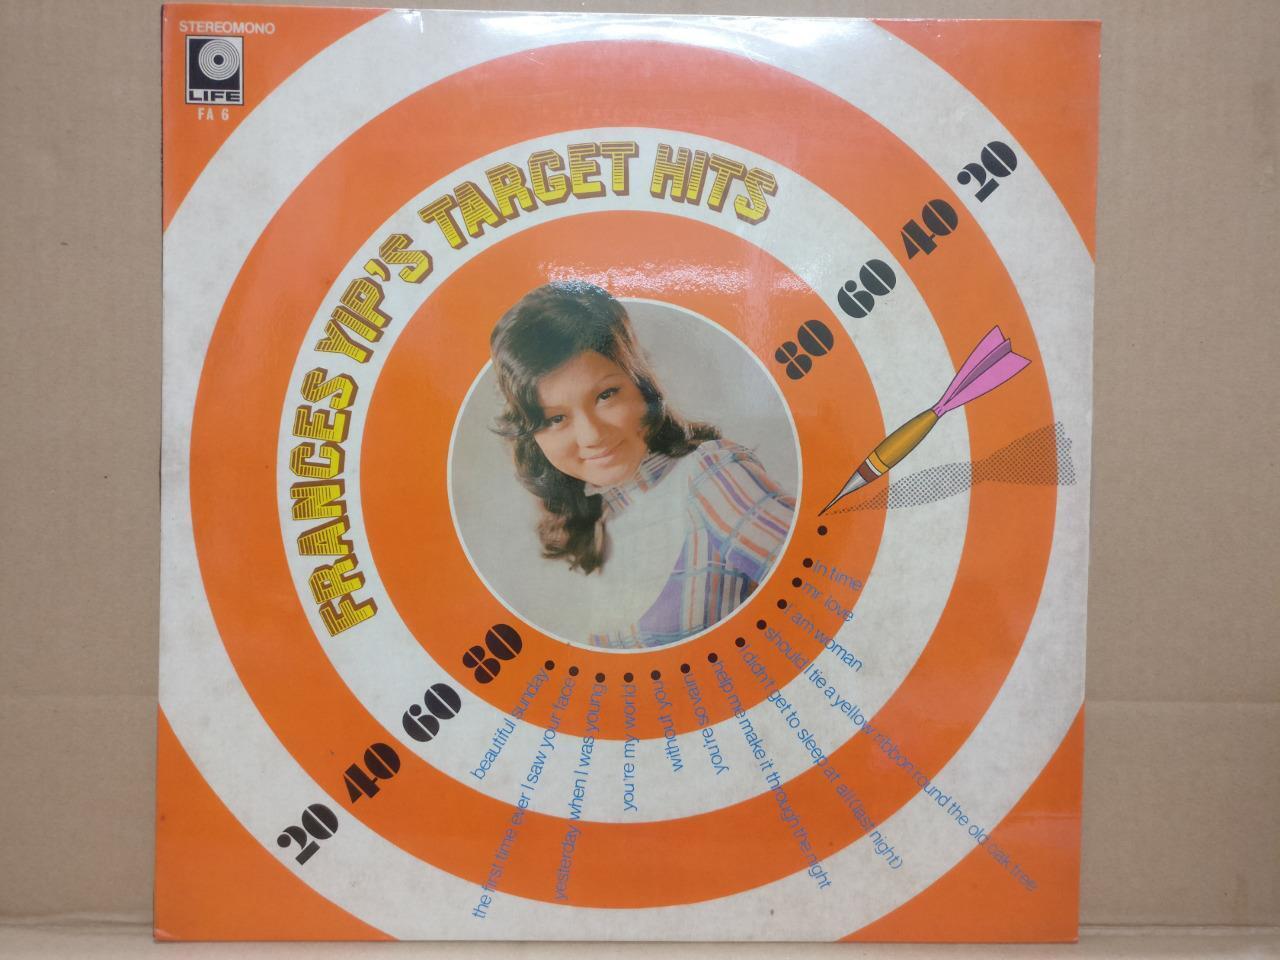 STEREOMONO
LIFE
FA 6
FRANCES YIP'S TARGET HITS
20
40
60
80
80
60
40
20
in time
mr. love
I am woman
should I tie a yellow ribbon round the old oak tree
I didn't get to sleep at all (last night)
help me make it through the night
you're so vain
without you
you're my world
yesterday when I was young
the first time ever I saw your face
beautiful sunday